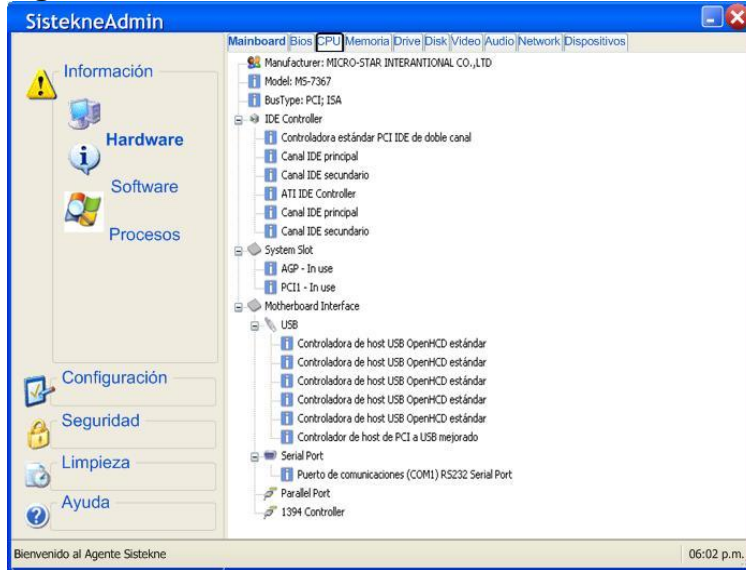 SistekneAdmin
Mainboard Bios CPU Memoria Drive Disk Video Audio Network Dispositivos
Información
Hardware
Software
Procesos
Configuración
Seguridad
Limpieza
Ayuda
Manufacturer: MICRO-STAR INTERANTIONAL CO.,LTD
Model: MS-7367
BusType: PCI; ISA
IDE Controller
Controladora estándar PCI IDE de doble canal
Canal IDE principal
Canal IDE secundario
ATI IDE Controller
Canal IDE principal
Canal IDE secundario
System Slot
AGP - In use
PCI1 - In use
Motherboard Interface
USB
Controladora de host USB OpenHCD estándar
Controladora de host USB OpenHCD estándar
Controladora de host USB OpenHCD estándar
Controladora de host USB OpenHCD estándar
Controladora de host USB OpenHCD estándar
Controlador de host de PCI a USB mejorado
Serial Port
Puerto de comunicaciones (COM1) RS232 Serial Port
Parallel Port
1394 Controller
Bienvenido al Agente Sistekne
06:02 p.m.